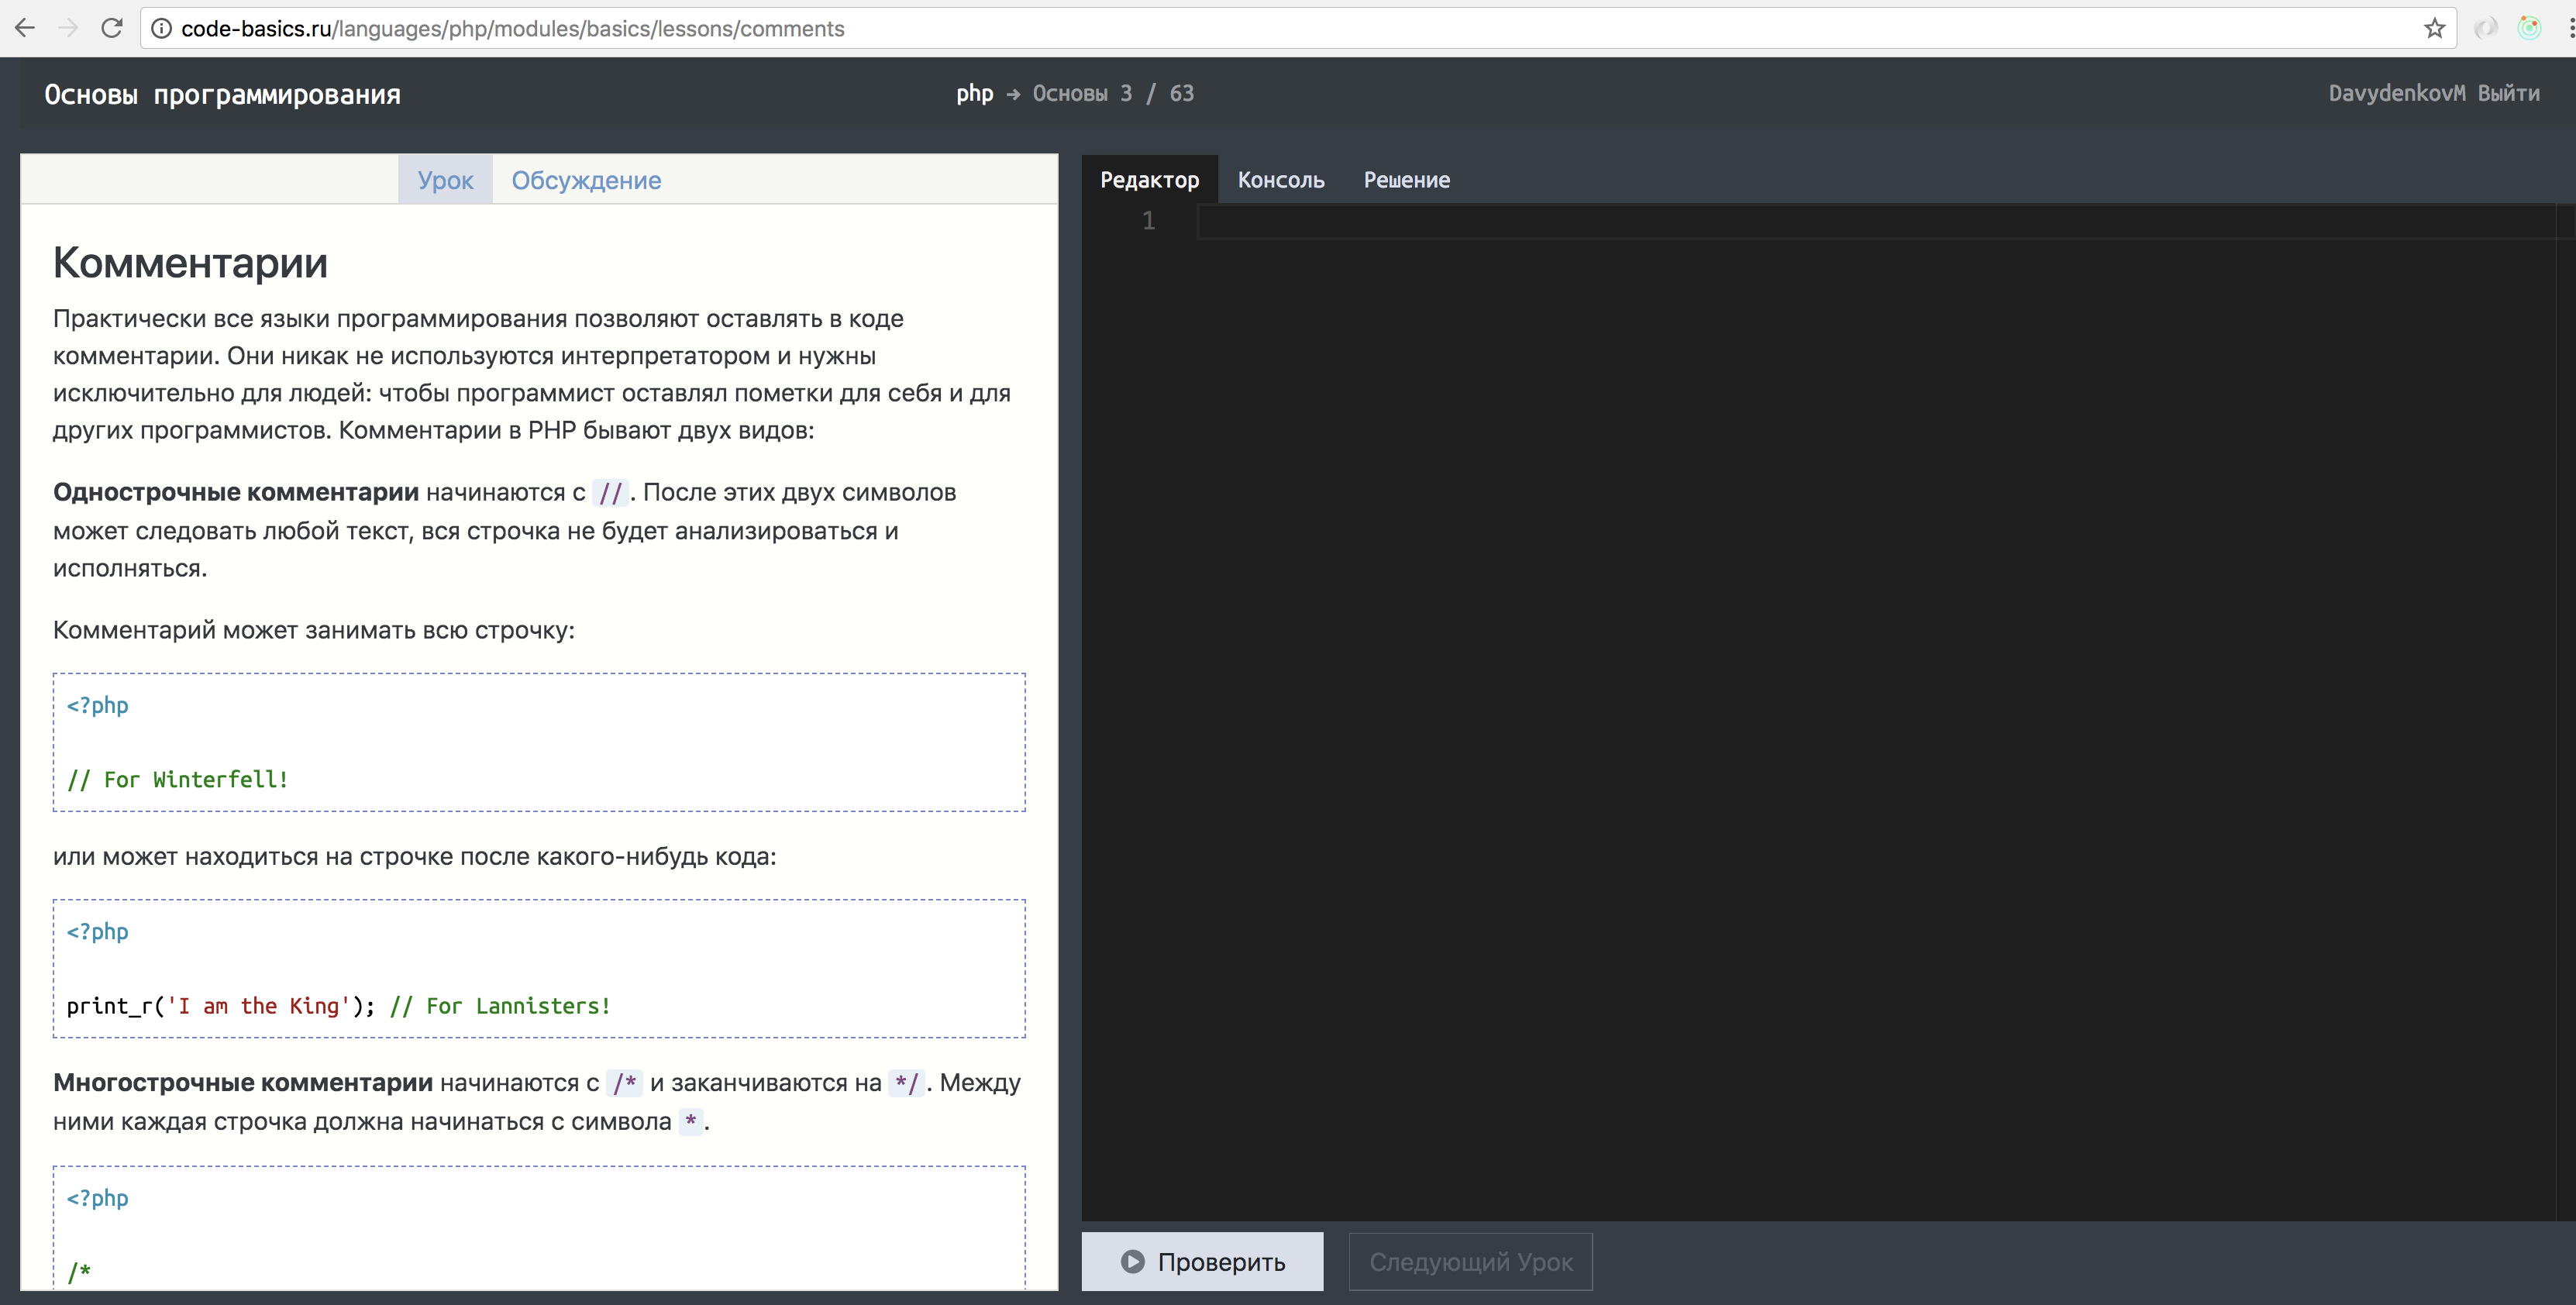 code-basics.ru/languages/php/modules/basics/lessons/comments
Основы программирования
php → Основы 3 / 63
DavydenkovM Выйти
Урок Обсуждение
Комментарии
Практически все языки программирования позволяют оставлять в коде
комментарии. Они никак не используются интерпретатором и нужны
исключительно для людей: чтобы программист оставлял пометки для себя и для
других программистов. Комментарии в PHP бывают двух видов:
Однострочные комментарии начинаются с //. После этих двух символов
может следовать любой текст, вся строчка не будет анализироваться и
исполняться.
Комментарий может занимать всю строчку:
<?php
// For Winterfell!
или может находиться на строчке после какого-нибудь кода:
<?php
print_r('I am the King'); // For Lannisters!
Многострочные комментарии начинаются с /* и заканчиваются на */. Между
ними каждая строчка должна начинаться с символа *.
<?php
/*
Редактор Консоль Решение
1
Проверить
Следующий Урок